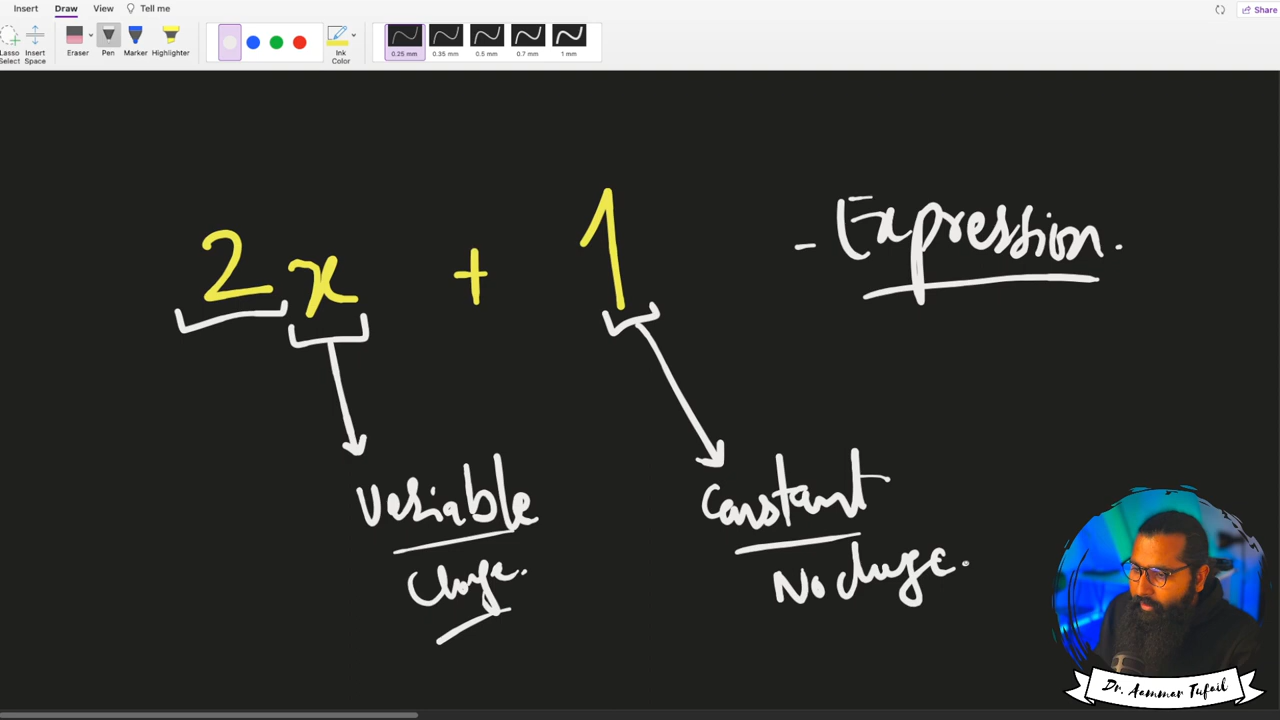 Insert Draw View Tell me
Share
Lasso Select
Insert Space
Eraser
Pen
Marker
Highlighter
Ink Color
0.25 mm
0.35 mm
0.5 mm
0.7 mm
1 mm
2x + 1
- Expression.
Variable
Change.
Constant
No change.
Dr. Aammar Tufail